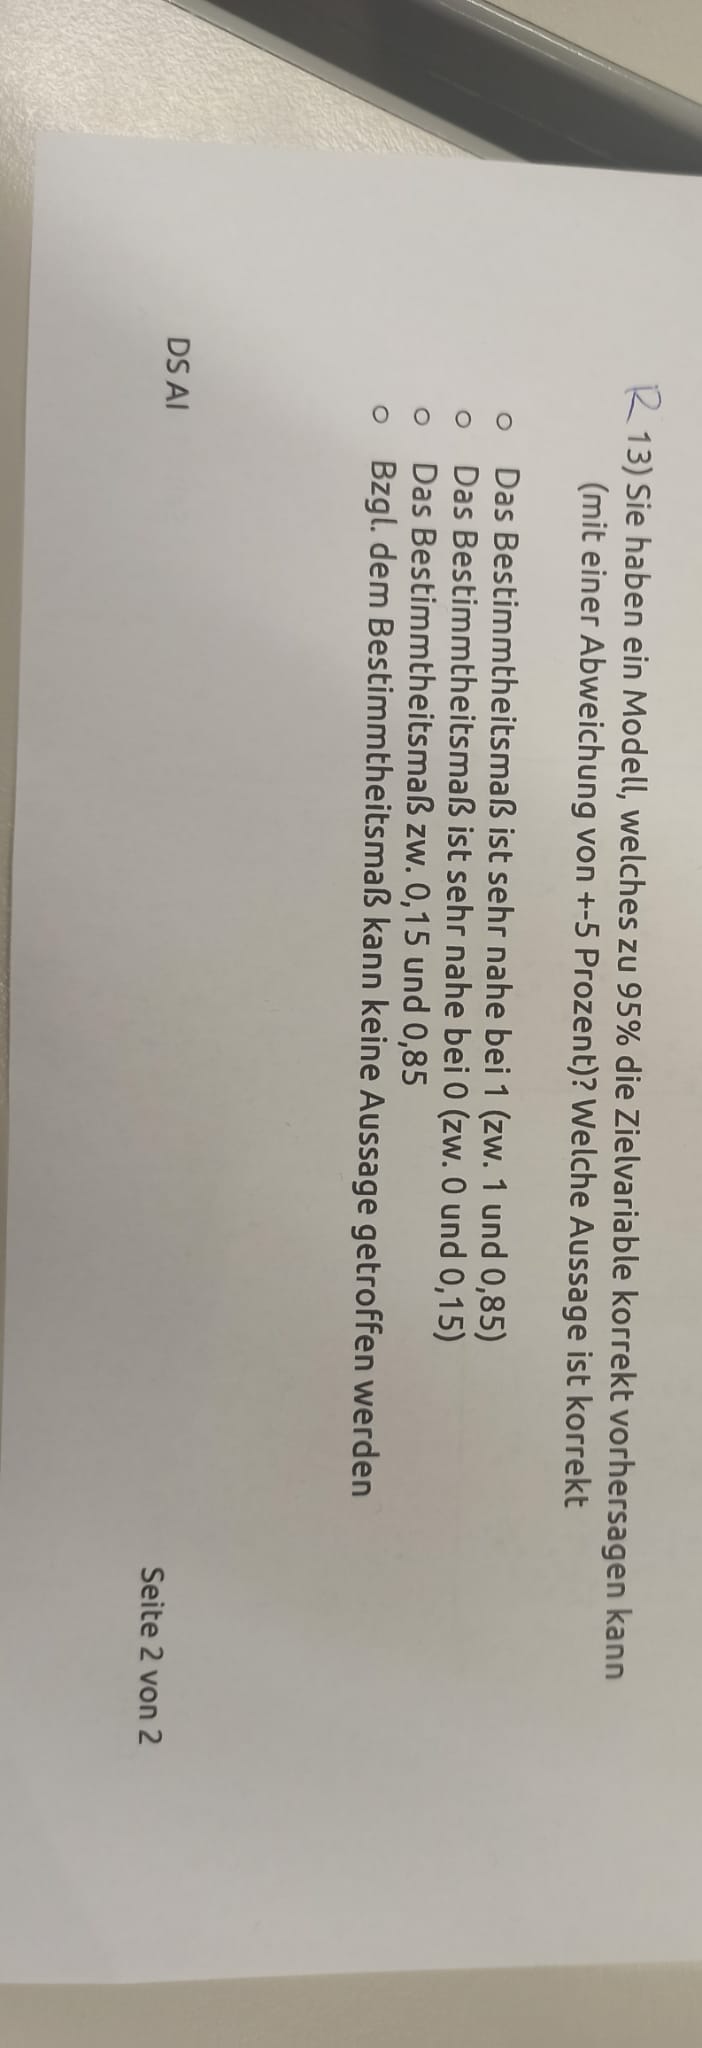 R 13) Sie haben ein Modell, welches zu 95% die Zielvariable korrekt vorhersagen kann
(mit einer Abweichung von +-5 Prozent)? Welche Aussage ist korrekt
o Das Bestimmtheitsmaß ist sehr nahe bei 1 (zw. 1 und 0,85)
o Das Bestimmtheitsmaß ist sehr nahe bei 0 (zw. 0 und 0,15)
o Das Bestimmtheitsmaß zw. 0,15 und 0,85
o Bzgl. dem Bestimmtheitsmaß kann keine Aussage getroffen werden
DS AI
Seite 2 von 2